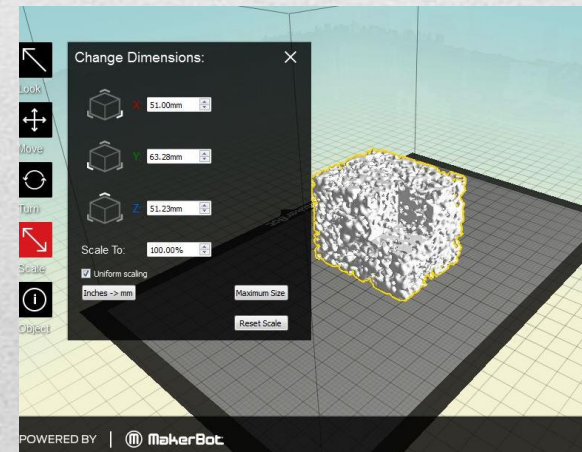 Change Dimensions:
X 51.00mm
Y 63.28mm
Z 51.23mm
Scale To: 100.00%
Uniform scaling
Inches -> mm
Maximum Size
Reset Scale
Look
Move
Turn
Scale
Object
POWERED BY | MakerBot